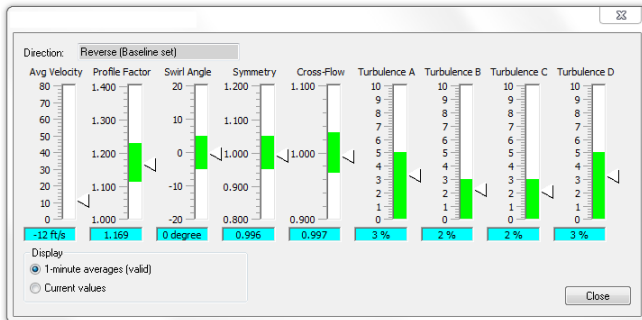 Direction: Reverse (Baseline set)
Avg Velocity Profile Factor Swirl Angle Symmetry Cross-Flow Turbulence A Turbulence B Turbulence C Turbulence D
80 1.400 20 1.200 1.100 10 10 10 10
70 9 9 9 9
60 1.300 10 1.100 8 8 8 8
50 7 7 7 7
40 1.200 0 1.000 1.000 6 6 6 6
5 5 5 5
30 4 4 4 4
20 1.100 -10 0.900 3 3 3 3
10 2 2 2 2
1 1 1 1
0 1.000 -20 0.800 0.900 0 0 0 0
-12 ft/s 1.169 0 degree 0.996 0.997 3 % 2 % 2 % 3 %
Display
1-minute averages (valid)
Current values
Close